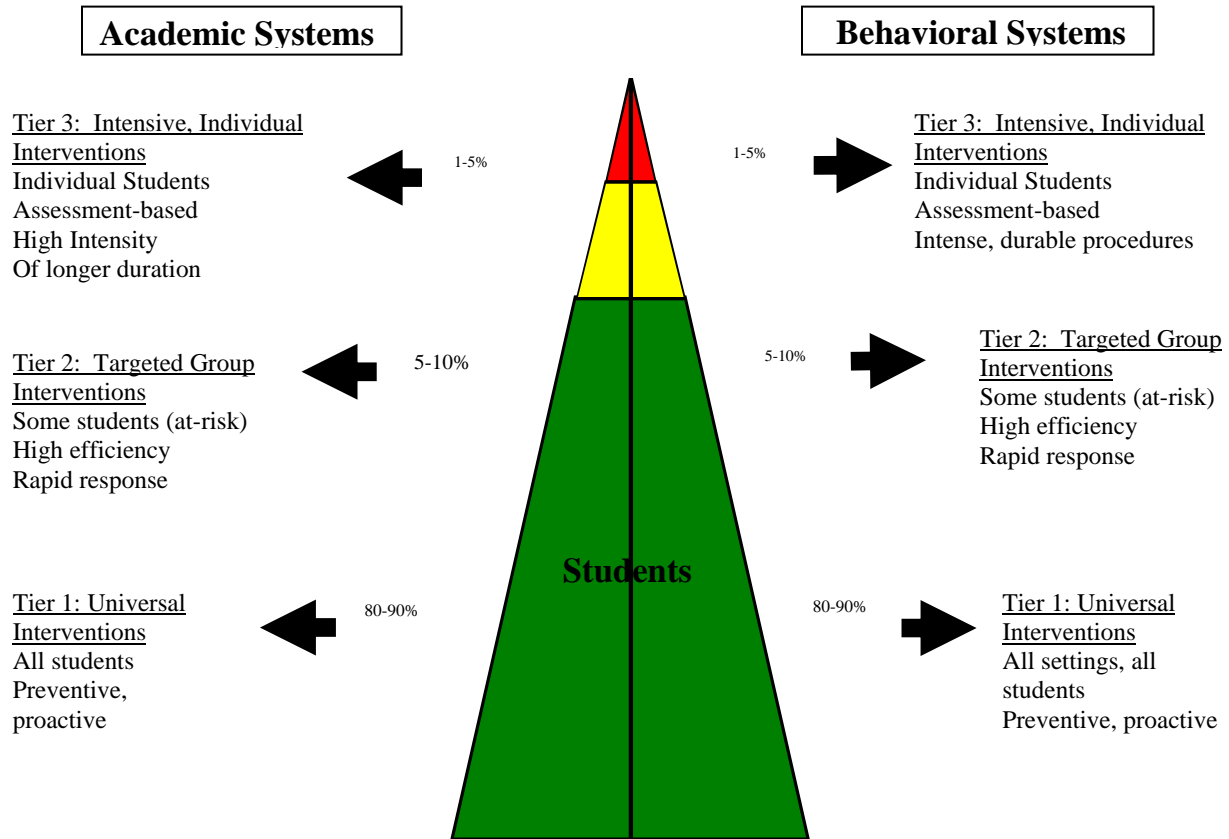 Academic Systems
Behavioral Systems
Tier 3:  Intensive, Individual
Interventions
Individual Students
Assessment-based
High Intensity
Of longer duration
1-5%
1-5%
Tier 3:  Intensive, Individual
Interventions
Individual Students
Assessment-based
Intense, durable procedures
Tier 2:  Targeted Group
Interventions
Some students (at-risk)
High efficiency
Rapid response
5-10%
5-10%
Tier 2:  Targeted Group
Interventions
Some students (at-risk)
High efficiency
Rapid response
Students
Tier 1: Universal
Interventions
All students
Preventive,
proactive
80-90%
80-90%
Tier 1: Universal
Interventions
All settings, all
students
Preventive, proactive